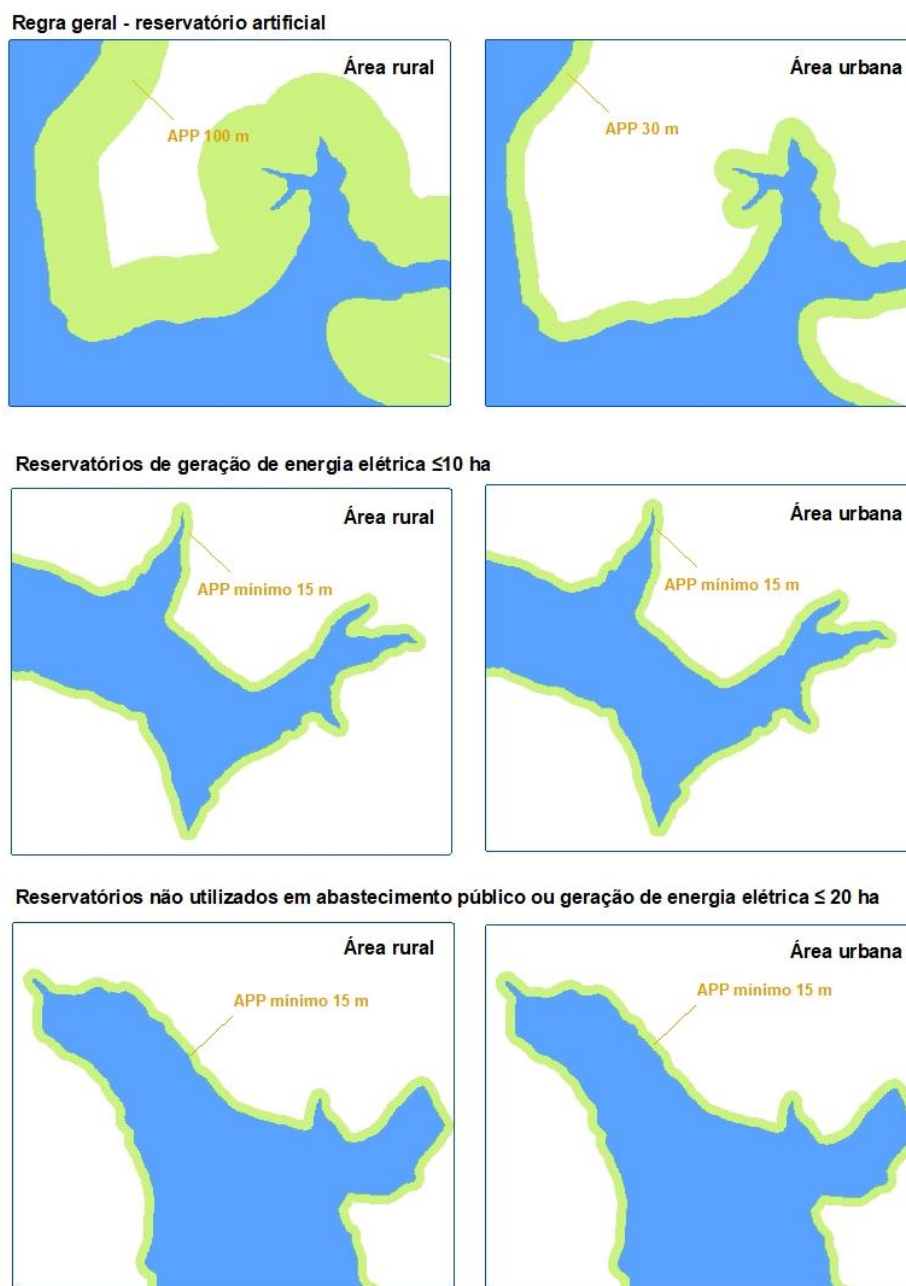 Regra geral - reservatório artificial
Área rural
APP 100 m
Área urbana
APP 30 m
Reservatórios de geração de energia elétrica ≤10 ha
Área rural
APP mínimo 15 m
Área urbana
APP mínimo 15 m
Reservatórios não utilizados em abastecimento público ou geração de energia elétrica ≤ 20 ha
Área rural
APP mínimo 15 m
Área urbana
APP mínimo 15 m